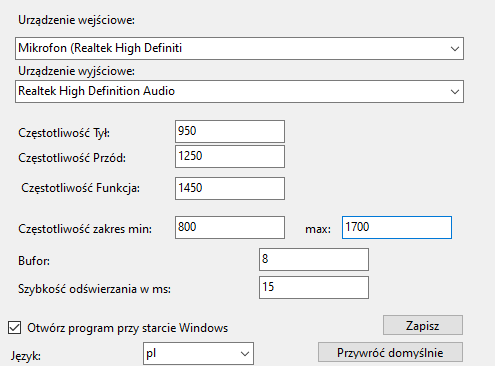 Urządzenie wejściowe:
Mikrofon (Realtek High Definiti
Urządzenie wyjściowe:
Realtek High Definition Audio
Częstotliwość Tył: 950
Częstotliwość Przód: 1250
Częstotliwość Funkcja: 1450
Częstotliwość zakres min: 800 max: 1700
Bufor: 8
Szybkość odświerzania w ms: 15
Otwórz program przy starcie Windows Zapisz
Język: pl Przywróć domyślnie